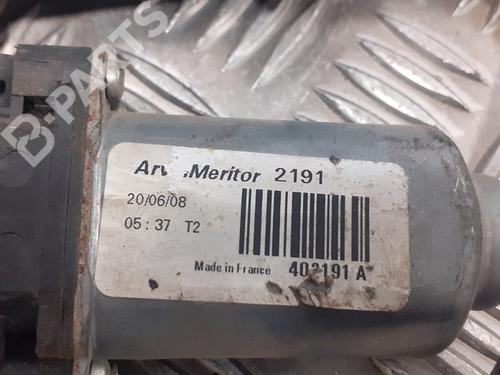 B-PARTS
Meritor 2191
20/06/08
05:37 T2
Made in France 402191 A